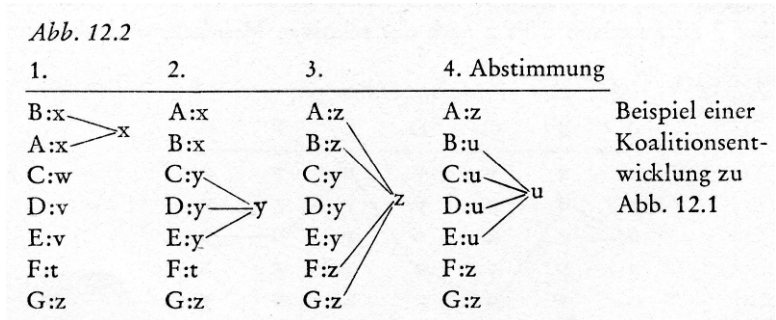 Abb. 12.2
1. 2. 3. 4. Abstimmung
B:x A:x A:z A:z Beispiel einer
x
A:x B:x B:z B:u Koalitionsent-
C:w C:y C:y C:u wicklung zu
D:v D:y y D:y z D:u u Abb. 12.1
E:v E:y E:y E:u
F:t F:t F:z F:z
G:z G:z G:z G:z